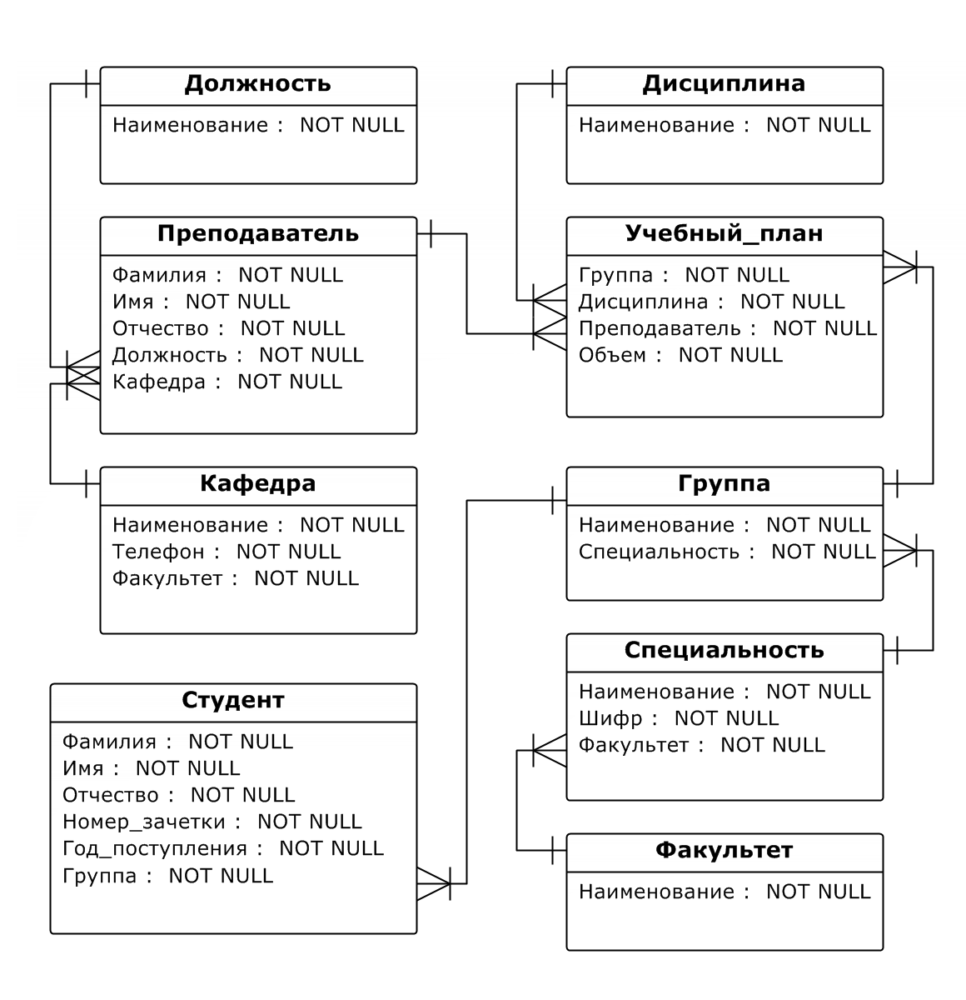 Должность
Наименование : NOT NULL
Дисциплина
Наименование : NOT NULL
Преподаватель
Фамилия : NOT NULL
Имя : NOT NULL
Отчество : NOT NULL
Должность : NOT NULL
Кафедра : NOT NULL
Учебный_план
Группа : NOT NULL
Дисциплина : NOT NULL
Преподаватель : NOT NULL
Объем : NOT NULL
Кафедра
Наименование : NOT NULL
Телефон : NOT NULL
Факультет : NOT NULL
Группа
Наименование : NOT NULL
Специальность : NOT NULL
Студент
Фамилия : NOT NULL
Имя : NOT NULL
Отчество : NOT NULL
Номер_зачетки : NOT NULL
Год_поступления : NOT NULL
Группа : NOT NULL
Специальность
Наименование : NOT NULL
Шифр : NOT NULL
Факультет : NOT NULL
Факультет
Наименование : NOT NULL